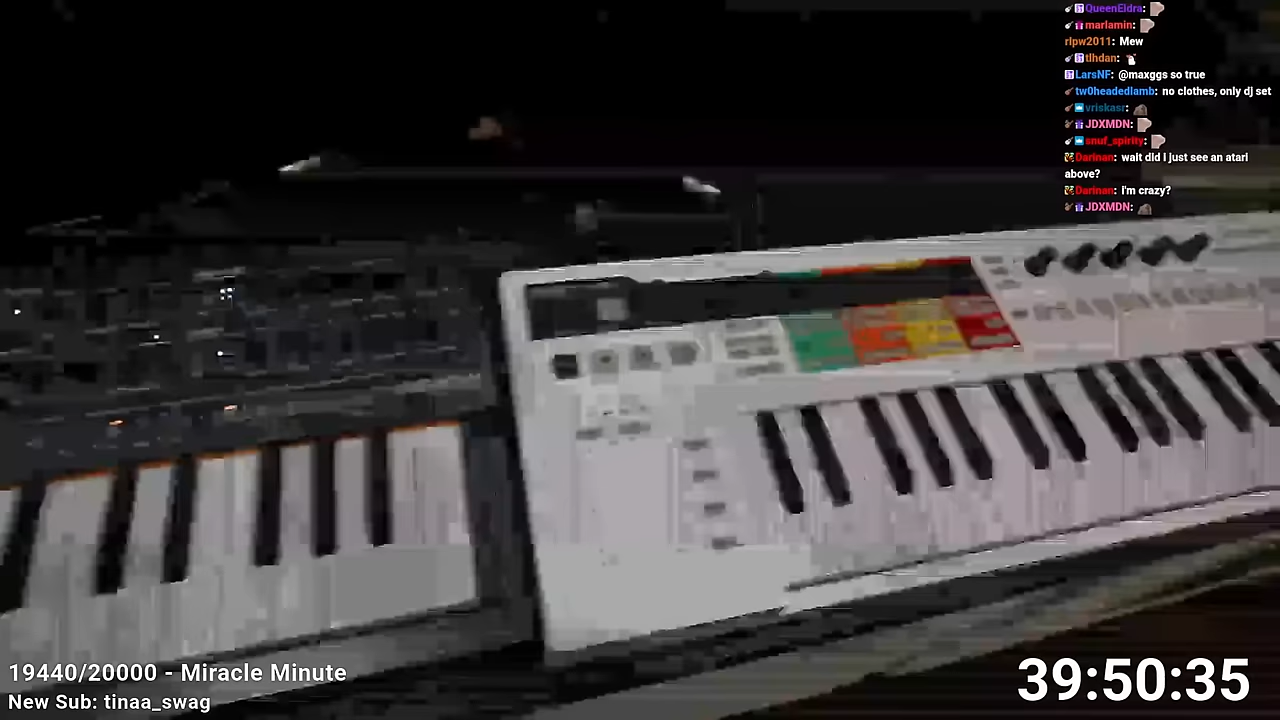 QueenEldra:
marlamin:
rlpw2011: Mew
tlhdan:
LarsNF: @maxggs so true
tw0headedlamb: no clothes, only dj set
vriskasr:
JDXMDN:
snuf_spirity:
Darinan: wait did I just see an atari
above?
Darinan: i'm crazy?
JDXMDN:
19440/20000 - Miracle Minute
New Sub: tinaa_swag
39:50:35